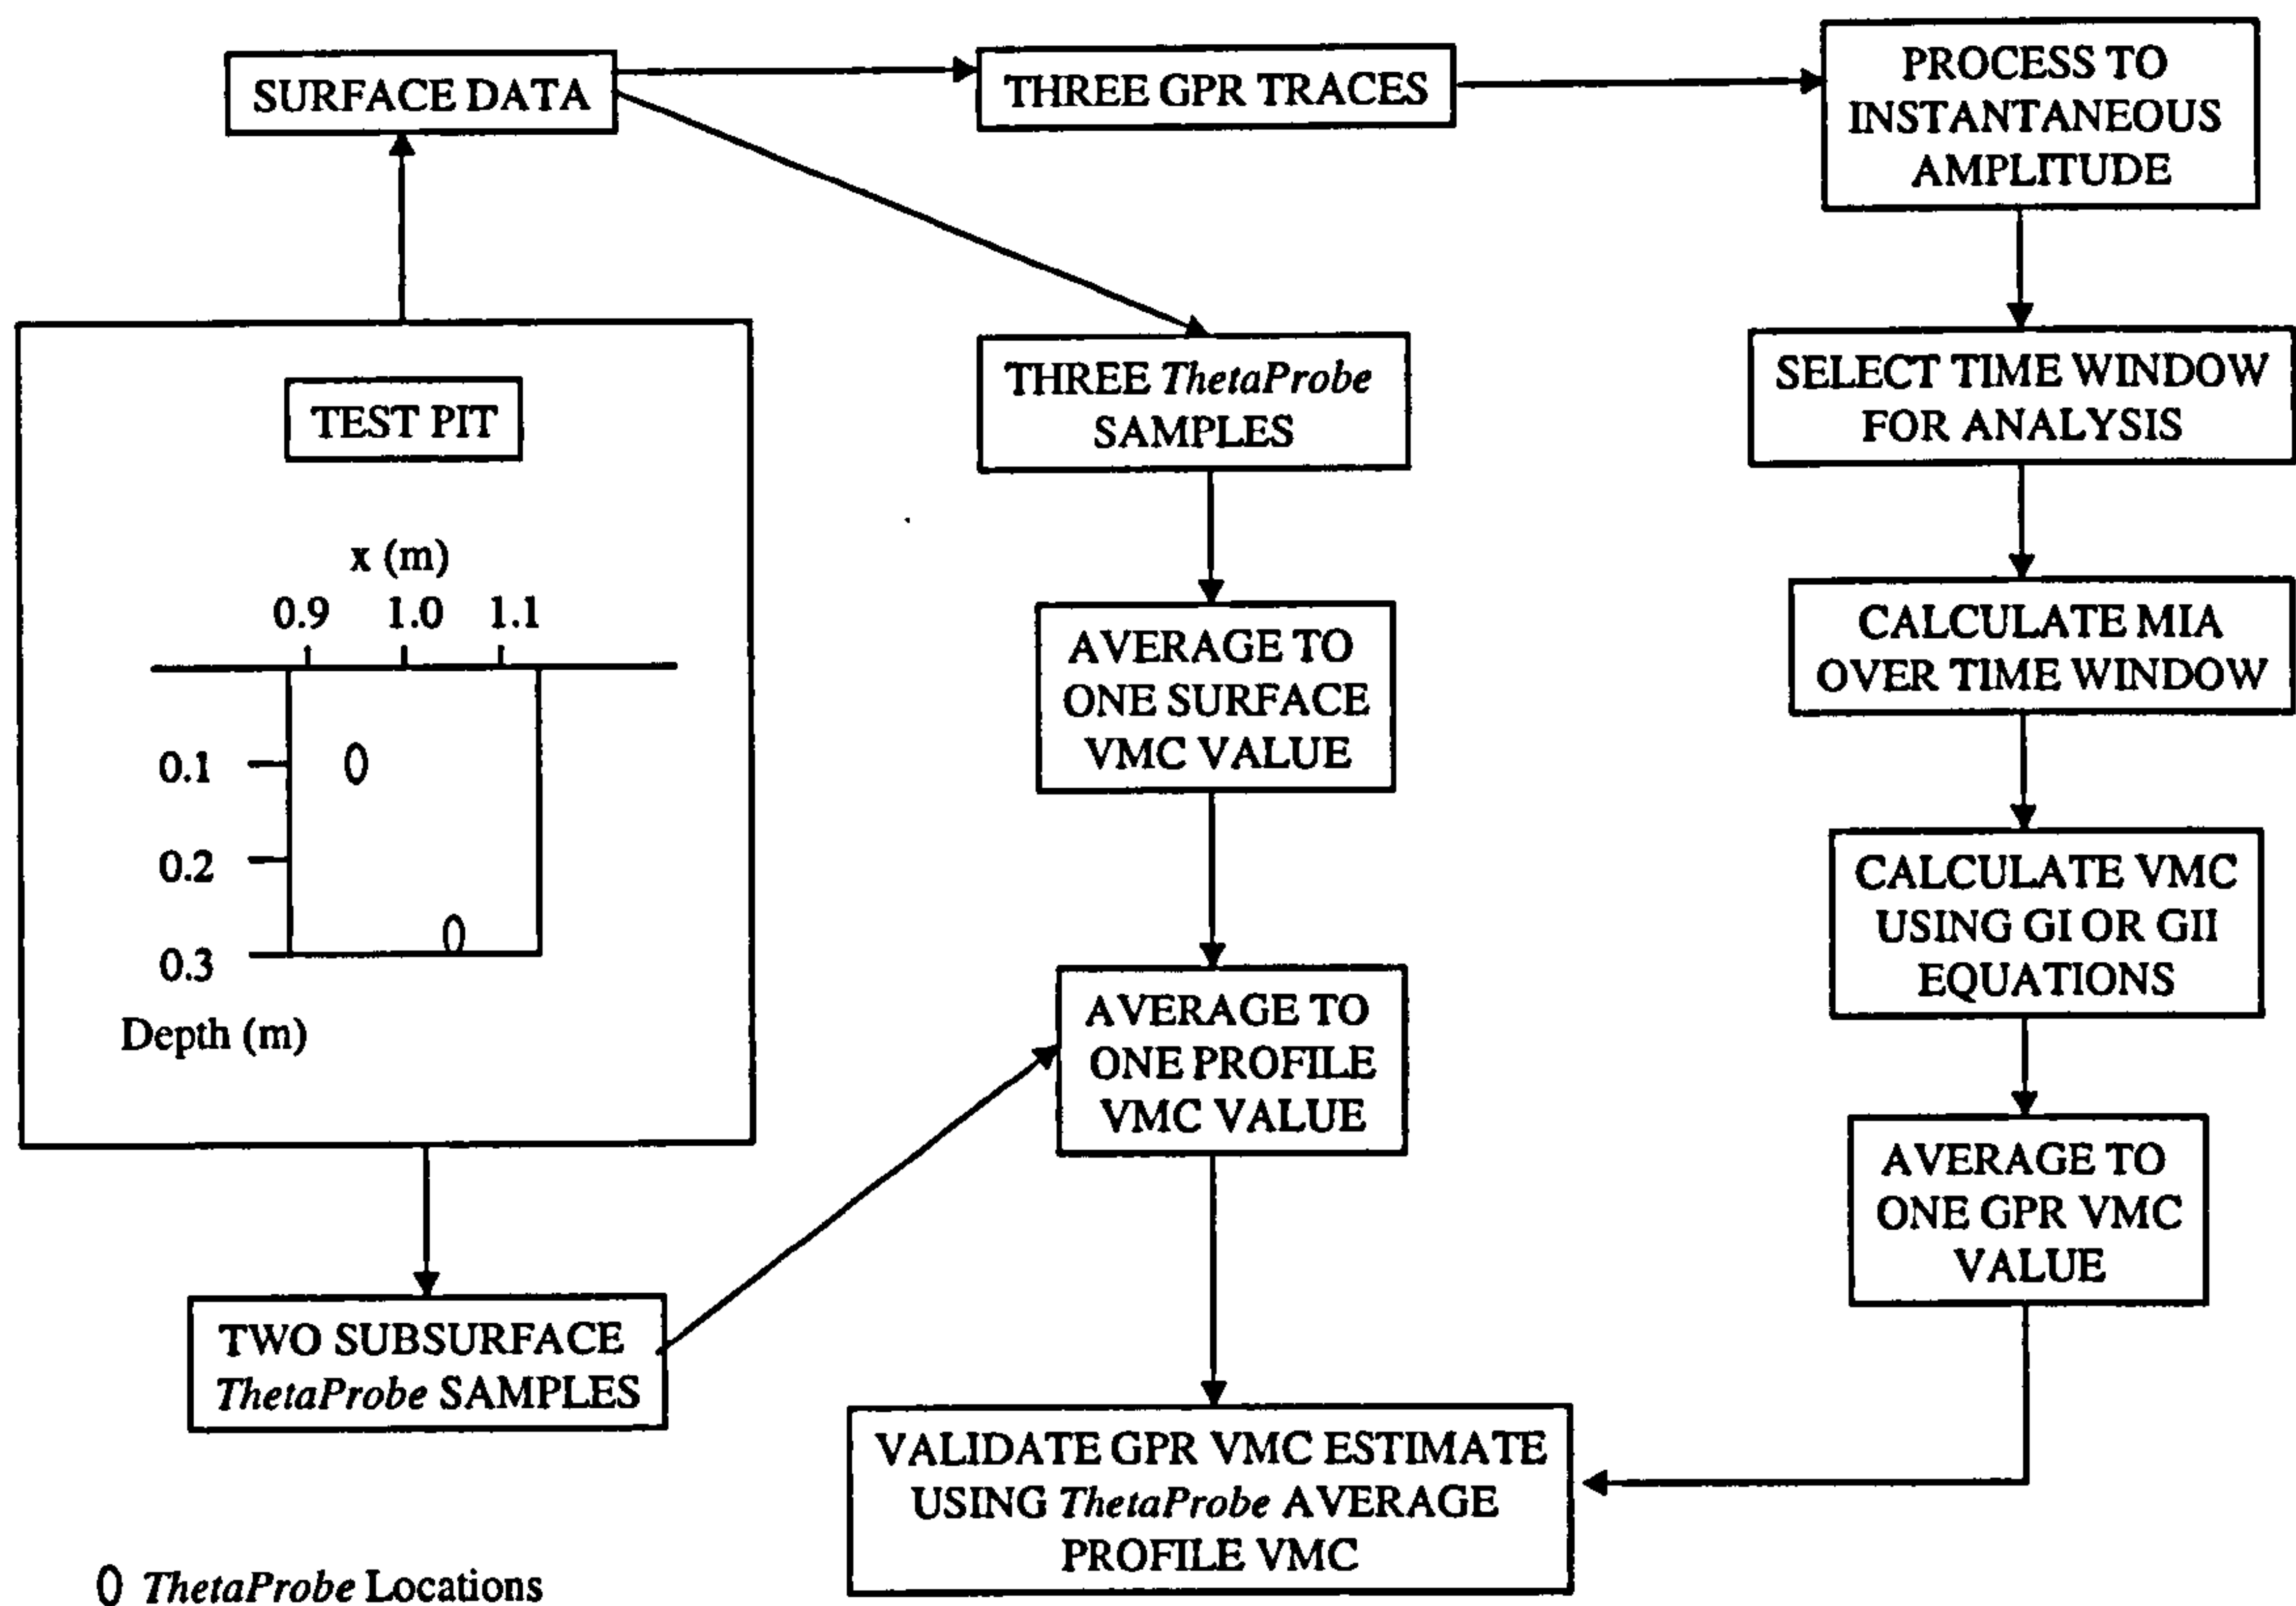 SURFACE DATA
THREE GPR TRACES
PROCESS TO
INSTANTANEOUS
AMPLITUDE
TEST PIT
x (m)
0.9 1.0 1.1
0.1
0.2
0.3
Depth (m)
THREE ThetaProbe
SAMPLES
SELECT TIME WINDOW
FOR ANALYSIS
AVERAGE TO
ONE SURFACE
VMC VALUE
CALCULATE MIA
OVER TIME WINDOW
CALCULATE VMC
USING GI OR GII
EQUATIONS
AVERAGE TO
ONE PROFILE
VMC VALUE
AVERAGE TO
ONE GPR VMC
VALUE
TWO SUBSURFACE
ThetaProbe SAMPLES
VALIDATE GPR VMC ESTIMATE
USING ThetaProbe AVERAGE
PROFILE VMC
ThetaProbe Locations